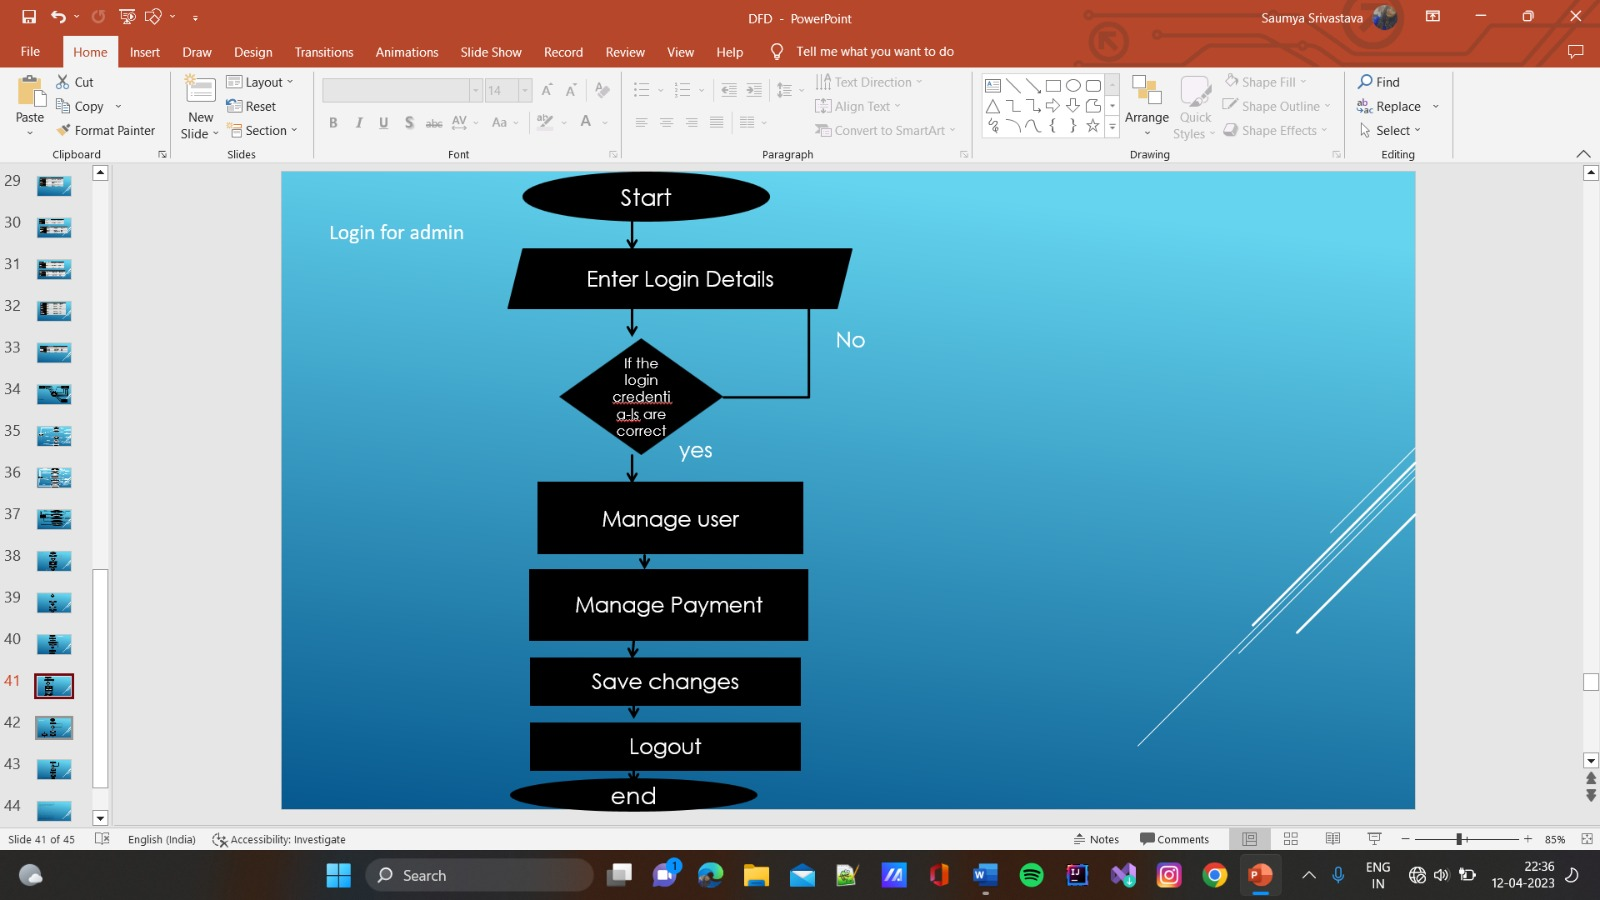 DFD - PowerPoint
Saumya Srivastava
File Home Insert Draw Design Transitions Animations Slide Show Record Review View Help Tell me what you want to do
Paste
Cut
Copy
Format Painter
Clipboard
New
Slide
Layout
Reset
Section
Slides
14
B I U S abc AV Aa A
Font
Text Direction
Align Text
Convert to SmartArt
Paragraph
Arrange
Quick
Styles
Shape Fill
Shape Outline
Shape Effects
Drawing
Find
Replace
Select
Editing
29
30
31
32
33
34
35
36
37
38
39
40
41
42
43
44
Start
Login for admin
Enter Login Details
No
If the
login
credenti
a-ls are
correct
yes
Manage user
Manage Payment
Save changes
Logout
end
Slide 41 of 45 English (India) Accessibility: Investigate Notes Comments 85%
Search
1
ENG
IN
22:36
12-04-2023